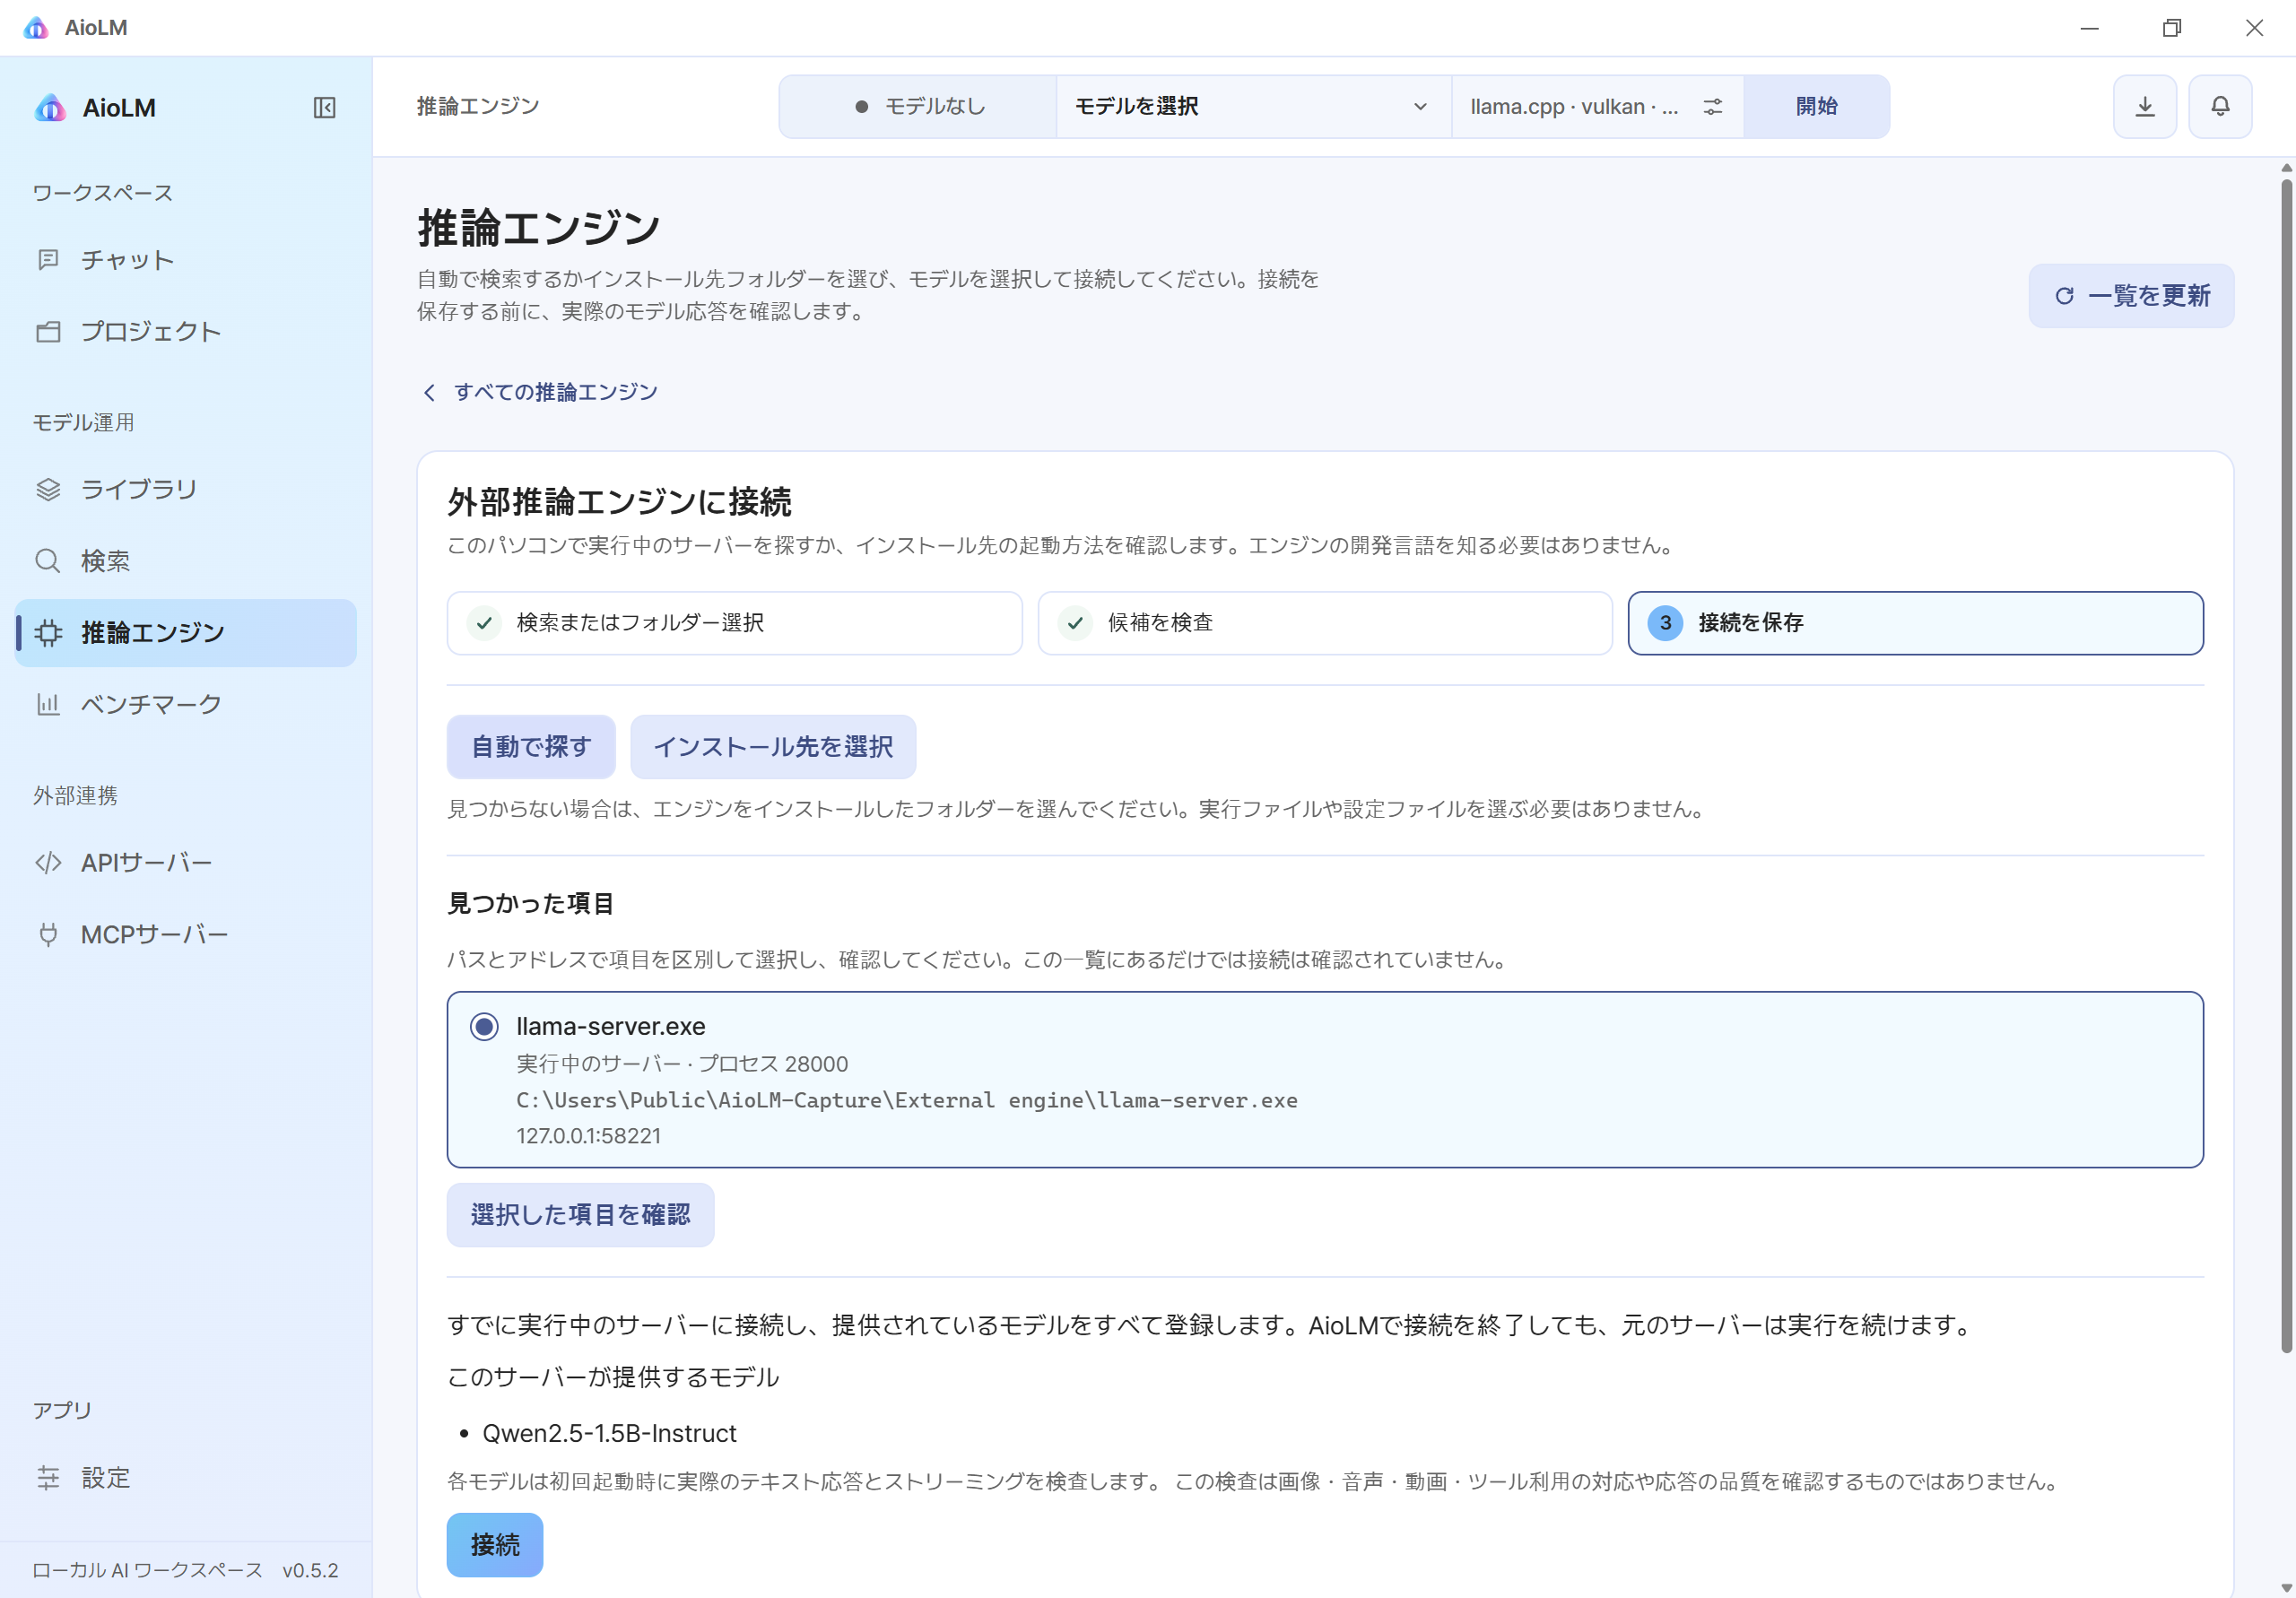 AioLM
AioLM
ワークスペース
チャット
プロジェクト
モデル運用
ライブラリ
検索
推論エンジン
ベンチマーク
外部連携
APIサーバー
MCPサーバー
アプリ
設定
ローカル AI ワークスペース v0.5.2
推論エンジン
モデルなし
モデルを選択
llama.cpp · vulkan · ...
開始
推論エンジン
自動で検索するかインストール先フォルダーを選び、モデルを選択して接続してください。接続を
保存する前に、実際のモデル応答を確認します。
一覧を更新
すべての推論エンジン
外部推論エンジンに接続
このパソコンで実行中のサーバーを探すか、インストール先の起動方法を確認します。エンジンの開発言語を知る必要はありません。
検索またはフォルダー選択
候補を検査
3 接続を保存
自動で探す
インストール先を選択
見つからない場合は、エンジンをインストールしたフォルダーを選んでください。実行ファイルや設定ファイルを選ぶ必要はありません。
見つかった項目
パスとアドレスで項目を区別して選択し、確認してください。この一覧にあるだけでは接続は確認されていません。
llama-server.exe
実行中のサーバー · プロセス 28000
C:\Users\Public\AioLM-Capture\External engine\llama-server.exe
127.0.0.1:58221
選択した項目を確認
すでに実行中のサーバーに接続し、提供されているモデルをすべて登録します。AioLMで接続を終了しても、元のサーバーは実行を続けます。
このサーバーが提供するモデル
• Qwen2.5-1.5B-Instruct
各モデルは初回起動時に実際のテキスト応答とストリーミングを検査します。 この検査は画像・音声・動画・ツール利用の対応や応答の品質を確認するものではありません。
接続